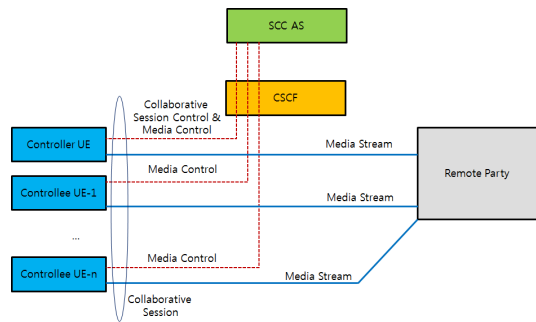 SCC AS
CSCF
Collaborative
Session Control &
Media Control
Controller UE
Media Stream
Remote Party
Media Control
Controllee UE-1
Media Stream
...
Media Control
Controllee UE-n
Media Stream
Collaborative
Session